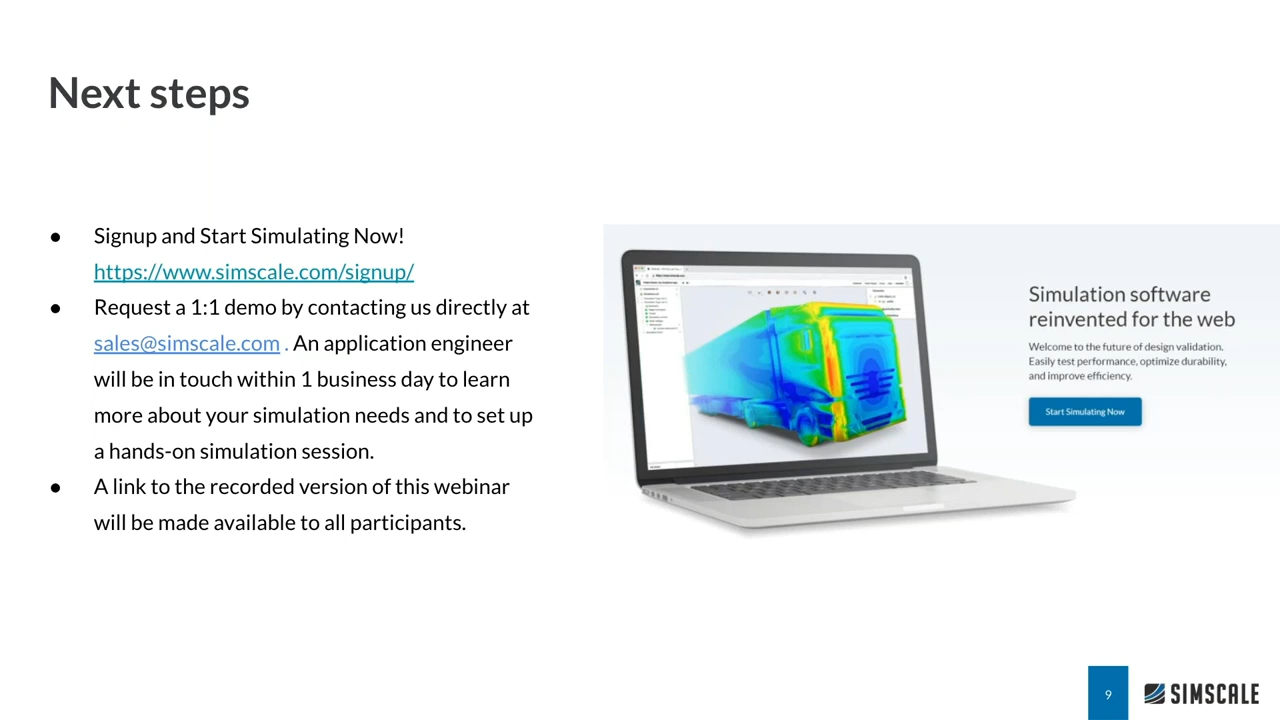 Next steps
● Signup and Start Simulating Now!
https://www.simscale.com/signup/
● Request a 1:1 demo by contacting us directly at
sales@simscale.com . An application engineer
will be in touch within 1 business day to learn
more about your simulation needs and to set up
a hands-on simulation session.
● A link to the recorded version of this webinar
will be made available to all participants.
Simulation software
reinvented for the web
Welcome to the future of design validation.
Easily test performance, optimize durability,
and improve efficiency.
Start Simulating Now
9
SIMSCALE